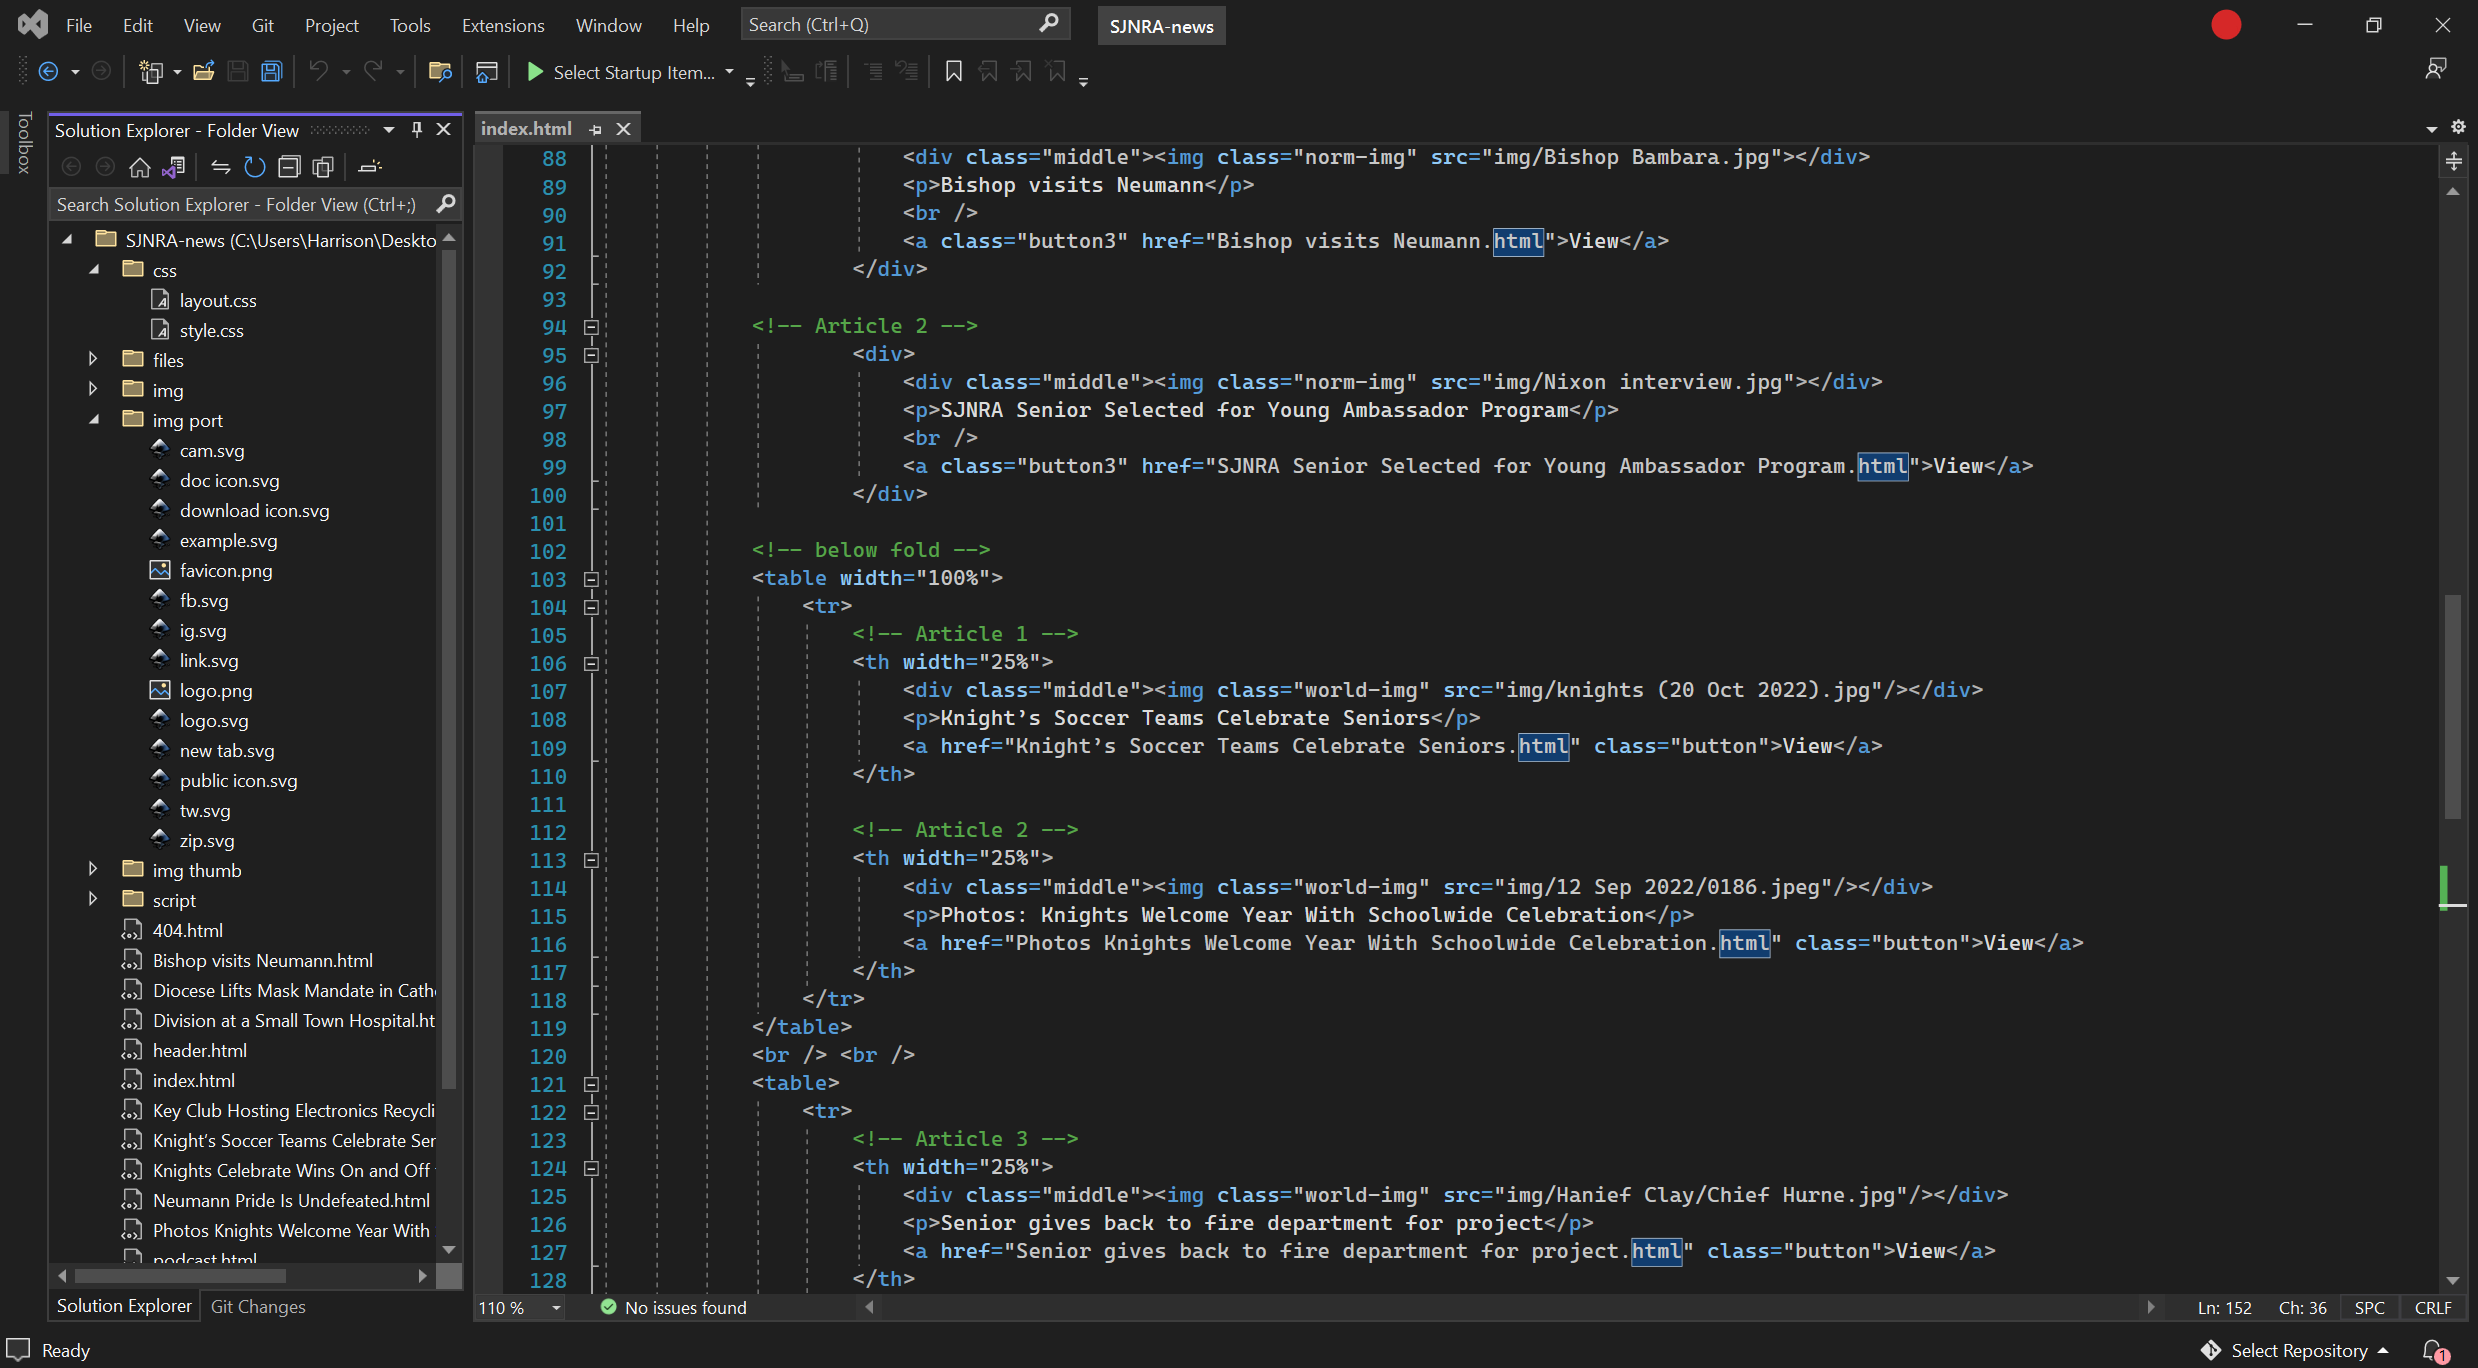 File Edit View Git Project Tools Extensions Window Help Search (Ctrl+Q) SJNRA-news
Select Startup Item...
Toolbox
Solution Explorer - Folder View
Search Solution Explorer - Folder View (Ctrl+;)
SJNRA-news (C:\Users\Harrison\Deskto
css
layout.css
style.css
files
img
img port
cam.svg
doc icon.svg
download icon.svg
example.svg
favicon.png
fb.svg
ig.svg
link.svg
logo.png
logo.svg
new tab.svg
public icon.svg
tw.svg
zip.svg
img thumb
script
404.html
Bishop visits Neumann.html
Diocese Lifts Mask Mandate in Cath
Division at a Small Town Hospital.ht
header.html
index.html
Key Club Hosting Electronics Recycli
Knight’s Soccer Teams Celebrate Ser
Knights Celebrate Wins On and Off
Neumann Pride Is Undefeated.html
Photos Knights Welcome Year With
podcast.html
Solution Explorer Git Changes
index.html
88 <div class="middle"><img class="norm-img" src="img/Bishop Bambara.jpg"></div>
89 <p>Bishop visits Neumann</p>
90 <br />
91 <a class="button3" href="Bishop visits Neumann.html">View</a>
92 </div>
93
94 <!-- Article 2 -->
95 <div>
96 <div class="middle"><img class="norm-img" src="img/Nixon interview.jpg"></div>
97 <p>SJNRA Senior Selected for Young Ambassador Program</p>
98 <br />
99 <a class="button3" href="SJNRA Senior Selected for Young Ambassador Program.html">View</a>
100 </div>
101
102 <!-- below fold -->
103 <table width="100%">
104 <tr>
105 <!-- Article 1 -->
106 <th width="25%">
107 <div class="middle"><img class="world-img" src="img/knights (20 Oct 2022).jpg"/></div>
108 <p>Knight’s Soccer Teams Celebrate Seniors</p>
109 <a href="Knight’s Soccer Teams Celebrate Seniors.html" class="button">View</a>
110 </th>
111
112 <!-- Article 2 -->
113 <th width="25%">
114 <div class="middle"><img class="world-img" src="img/12 Sep 2022/0186.jpeg"/></div>
115 <p>Photos: Knights Welcome Year With Schoolwide Celebration</p>
116 <a href="Photos Knights Welcome Year With Schoolwide Celebration.html" class="button">View</a>
117 </th>
118 </tr>
119 </table>
120 <br /> <br />
121 <table>
122 <tr>
123 <!-- Article 3 -->
124 <th width="25%">
125 <div class="middle"><img class="world-img" src="img/Hanief Clay/Chief Hurne.jpg"/></div>
126 <p>Senior gives back to fire department for project</p>
127 <a href="Senior gives back to fire department for project.html" class="button">View</a>
128 </th>
110 % No issues found Ln: 152 Ch: 36 SPC CRLF
Ready Select Repository 1